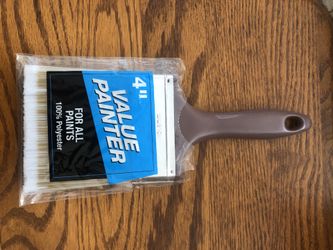 4"
VALUE
PAINTER
FOR ALL
PAINTS
100% Polyester